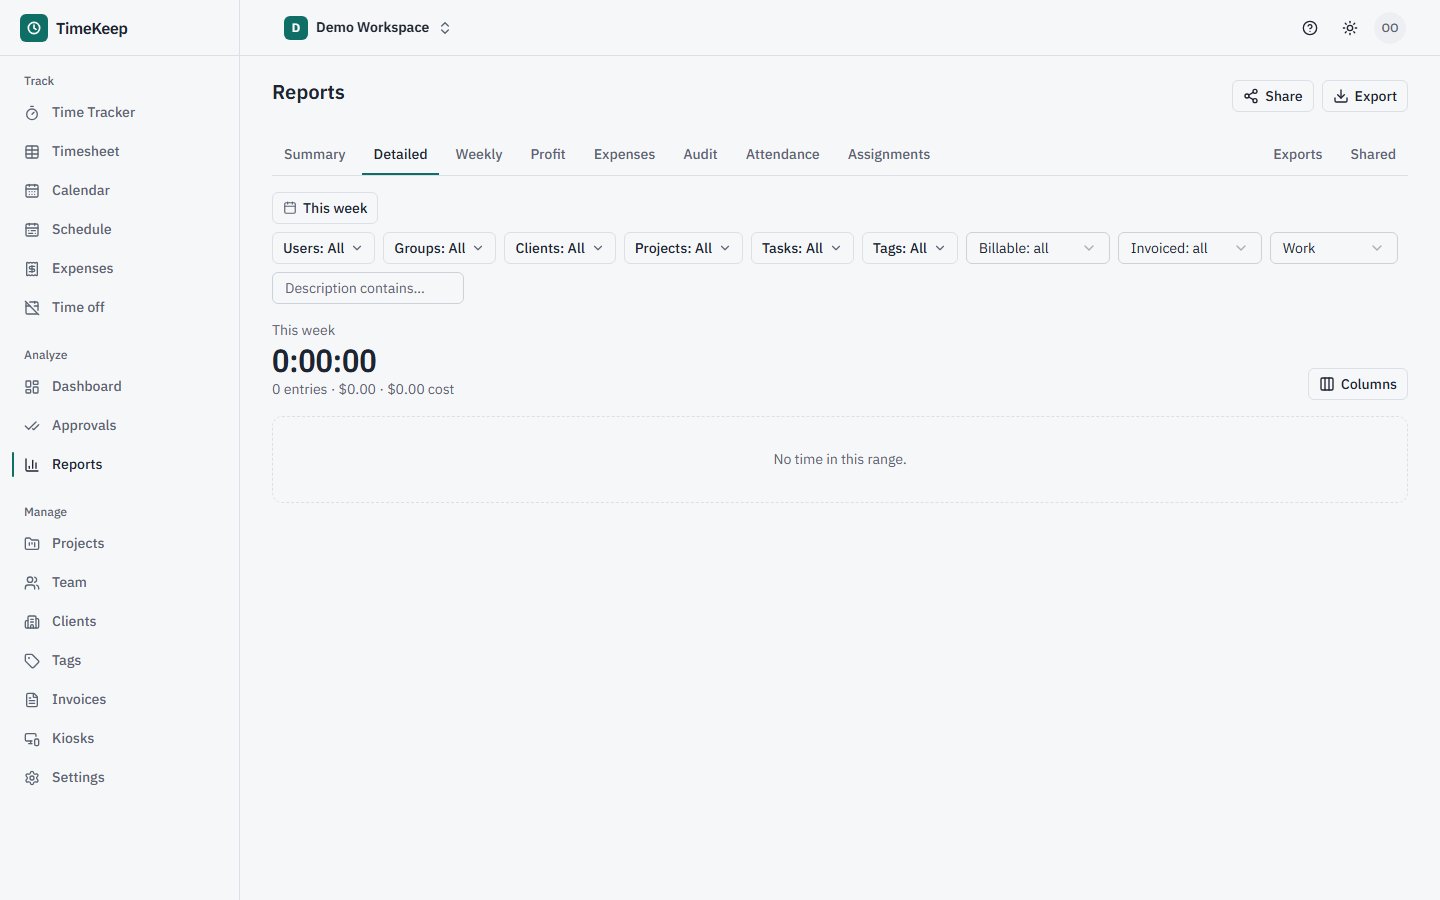 TimeKeep
D Demo Workspace
OO
Track
Time Tracker
Timesheet
Calendar
Schedule
Expenses
Time off
Analyze
Dashboard
Approvals
Reports
Manage
Projects
Team
Clients
Tags
Invoices
Kiosks
Settings
Reports
Share
Export
Summary Detailed Weekly Profit Expenses Audit Attendance Assignments Exports Shared
This week
Users: All Groups: All Clients: All Projects: All Tasks: All Tags: All Billable: all Invoiced: all Work
Description contains...
This week
0:00:00
0 entries · $0.00 · $0.00 cost
Columns
No time in this range.